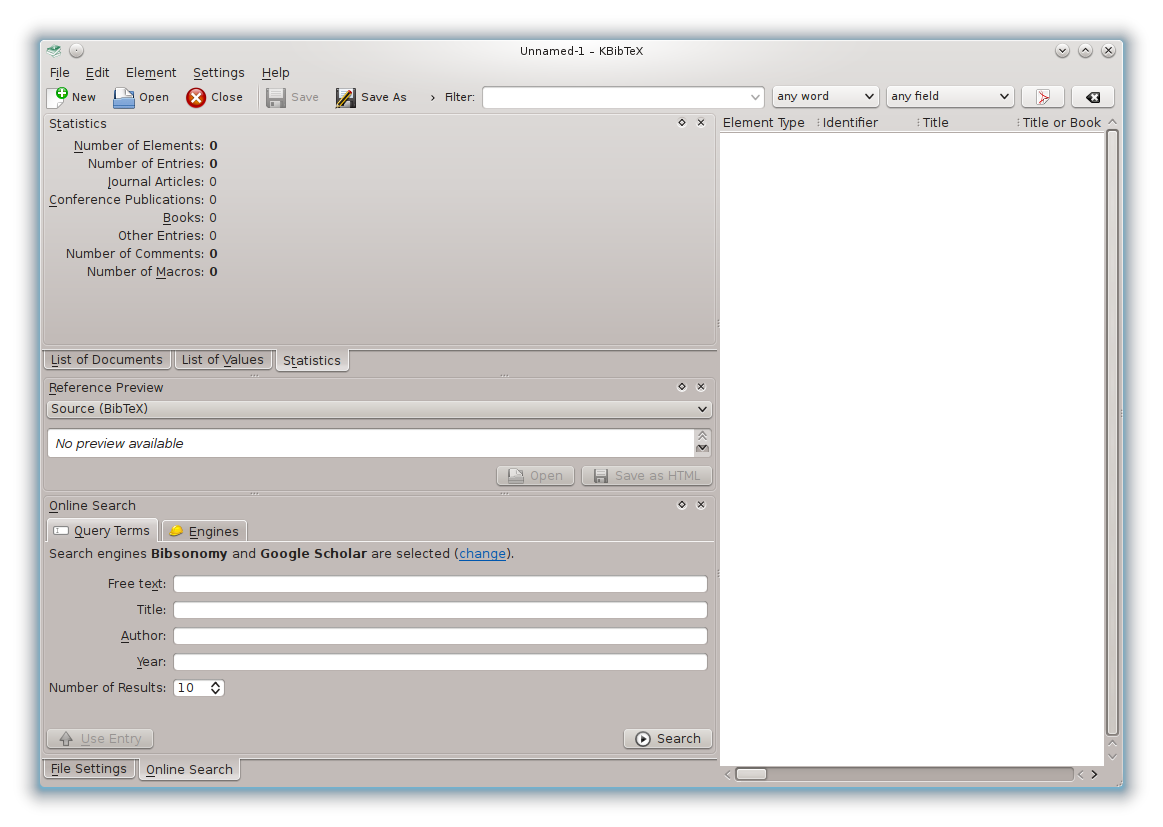 Unnamed-1 – KBibTeX
File Edit Element Settings Help
New Open Close Save Save As › Filter: any word any field
Statistics
Number of Elements: 0
Number of Entries: 0
Journal Articles: 0
Conference Publications: 0
Books: 0
Other Entries: 0
Number of Comments: 0
Number of Macros: 0
List of Documents List of Values Statistics
Reference Preview
Source (BibTeX)
No preview available
Open Save as HTML
Online Search
Query Terms Engines
Search engines Bibsonomy and Google Scholar are selected (change).
Free text:
Title:
Author:
Year:
Number of Results: 10
Use Entry Search
File Settings Online Search
Element Type Identifier Title Title or Book